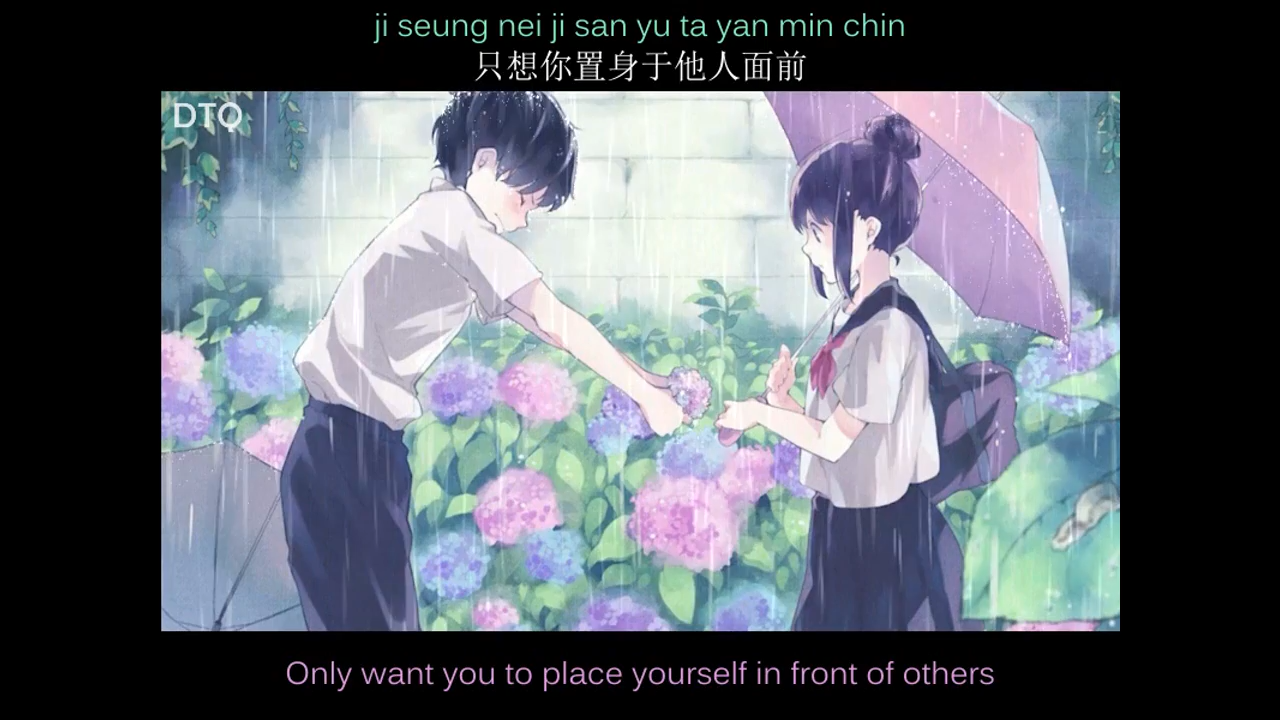 ji seung nei ji san yu ta yan min chin
只想你置身于他人面前
DTQ
Only want you to place yourself in front of others